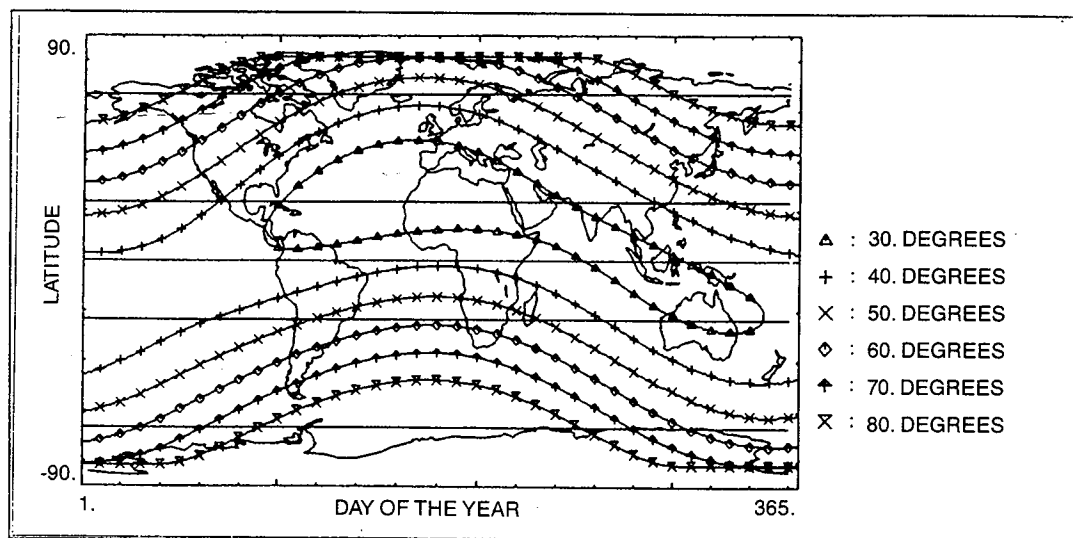 90.
LATITUDE
-90.
1.
DAY OF THE YEAR
365.
: 30. DEGREES
: 40. DEGREES
: 50. DEGREES
: 60. DEGREES
: 70. DEGREES
: 80. DEGREES